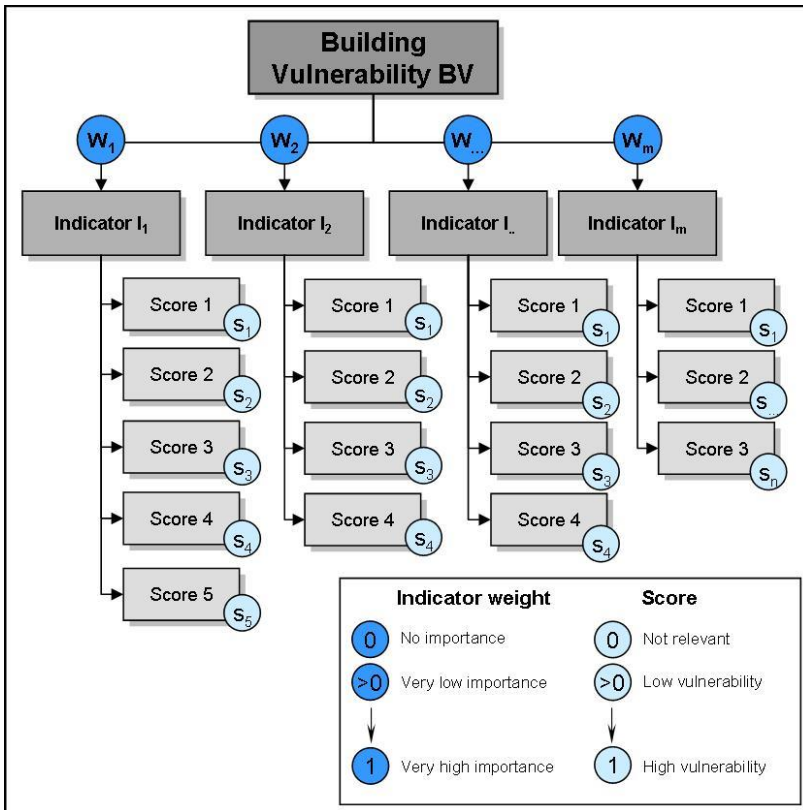 Building
Vulnerability BV
W1 W2 W... Wm
Indicator I1 Indicator I2 Indicator I.. Indicator Im
Score 1 s1 Score 1 s1 Score 1 s1 Score 1 s1
Score 2 s2 Score 2 s2 Score 2 s2 Score 2 s...
Score 3 s3 Score 3 s3 Score 3 s3 Score 3 sn
Score 4 s4 Score 4 s4 Score 4 s4
Score 5 s5
Indicator weight Score
0 No importance 0 Not relevant
>0 Very low importance >0 Low vulnerability
1 Very high importance 1 High vulnerability